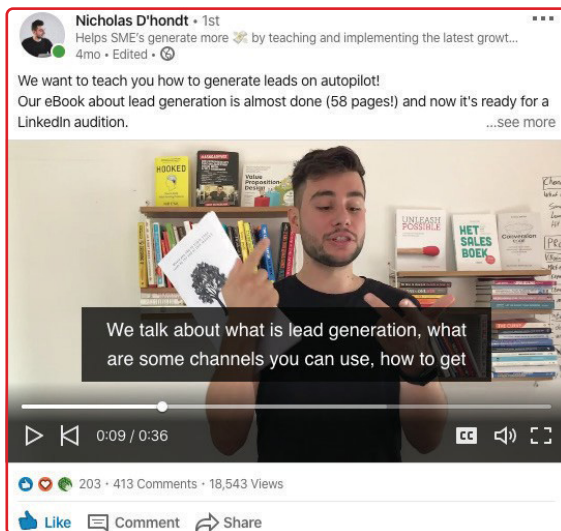 Nicholas D'hondt • 1st
Helps SME's generate more 💸 by teaching and implementing the latest growt...
4mo • Edited •
We want to teach you how to generate leads on autopilot!
Our eBook about lead generation is almost done (58 pages!) and now it's ready for a
LinkedIn audition. ...see more
HOOKED
Value
Proposition
Design
UNLEASH
POSSIBLE
HET
SALES
BOEK
Conversion
We talk about what is lead generation, what
are some channels you can use, how to get
0:09 / 0:36
CC
203 · 413 Comments · 18,543 Views
Like Comment Share